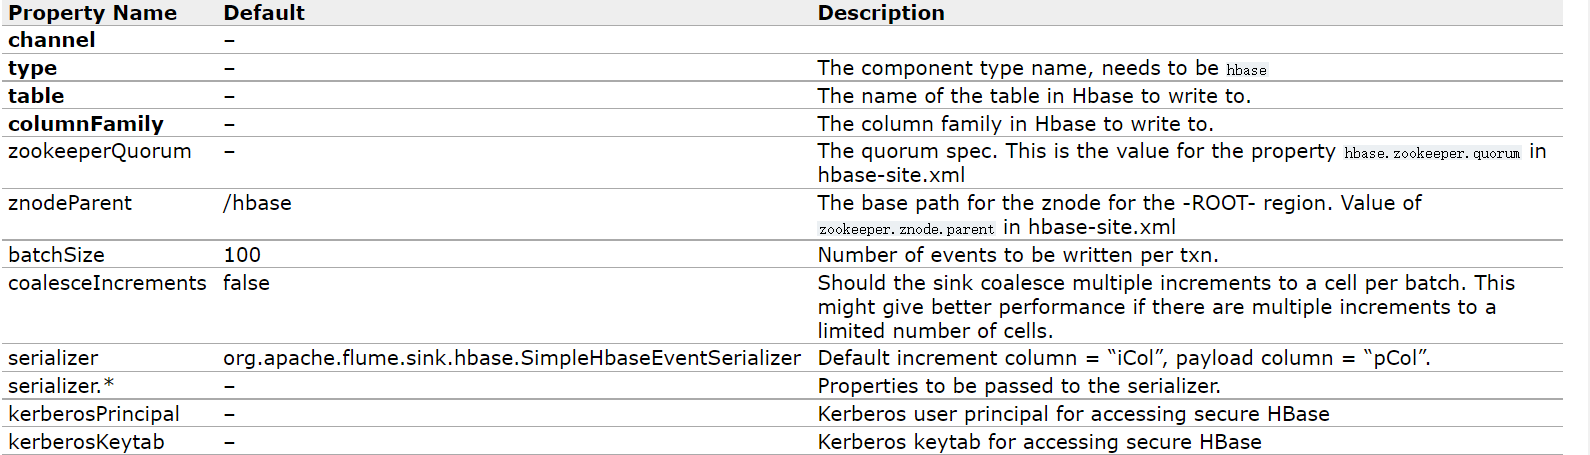 Property Name Default Description
channel –
type – The component type name, needs to be hbase
table – The name of the table in Hbase to write to.
columnFamily – The column family in Hbase to write to.
zookeeperQuorum – The quorum spec. This is the value for the property hbase.zookeeper.quorum in
hbase-site.xml
znodeParent /hbase The base path for the znode for the -ROOT- region. Value of
zookeeper.znode.parent in hbase-site.xml
batchSize 100 Number of events to be written per txn.
coalesceIncrements false Should the sink coalesce multiple increments to a cell per batch. This
might give better performance if there are multiple increments to a
limited number of cells.
serializer org.apache.flume.sink.hbase.SimpleHbaseEventSerializer Default increment column = “iCol”, payload column = “pCol”.
serializer.* – Properties to be passed to the serializer.
kerberosPrincipal – Kerberos user principal for accessing secure HBase
kerberosKeytab – Kerberos keytab for accessing secure HBase